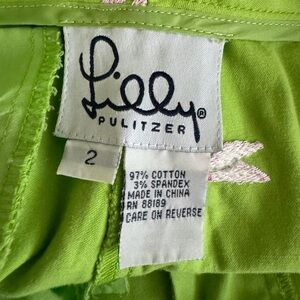 Lilly®
PULITZER
2
97% COTTON
3% SPANDEX
MADE IN CHINA
RN 88189
CARE ON REVERSE